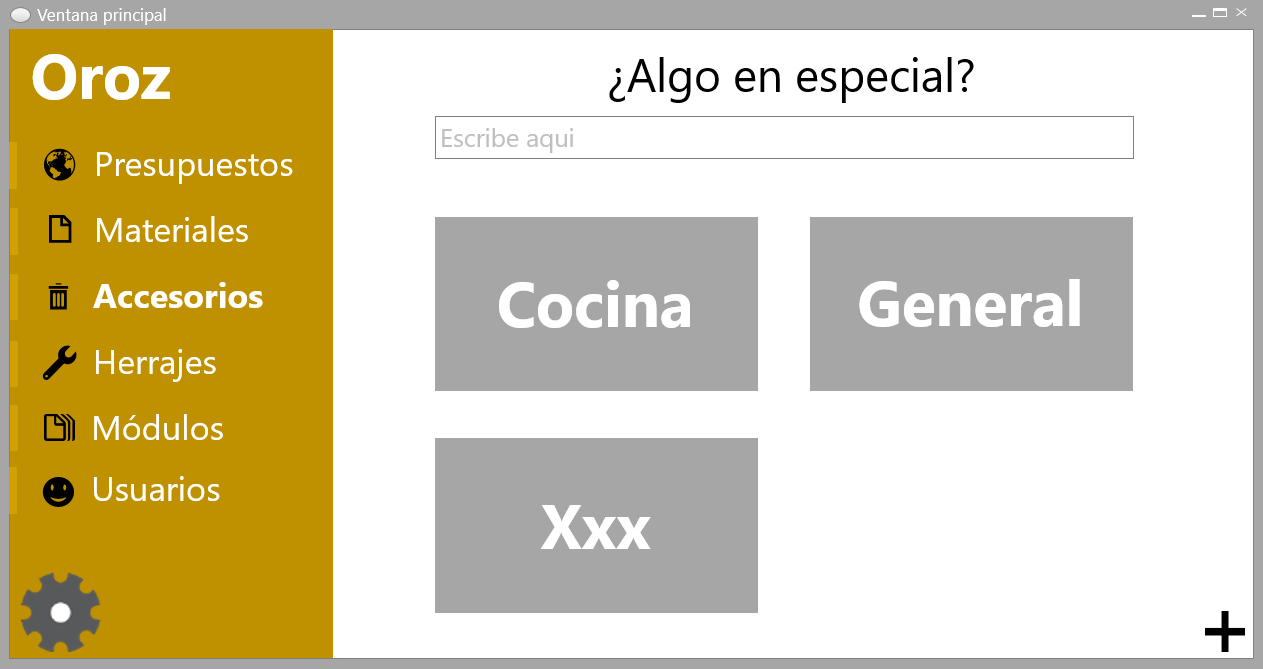 Ventana principal
Oroz
Presupuestos
Materiales
Accesorios
Herrajes
Módulos
Usuarios
¿Algo en especial?
Escribe aqui
Cocina
General
Xxx